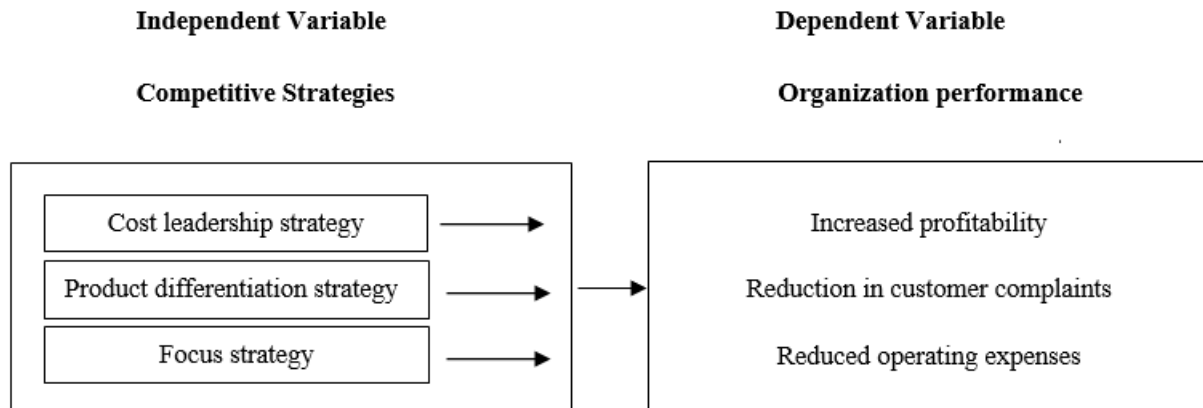 Independent Variable
Dependent Variable
Competitive Strategies
Organization performance
Cost leadership strategy
Product differentiation strategy
Focus strategy
Increased profitability
Reduction in customer complaints
Reduced operating expenses